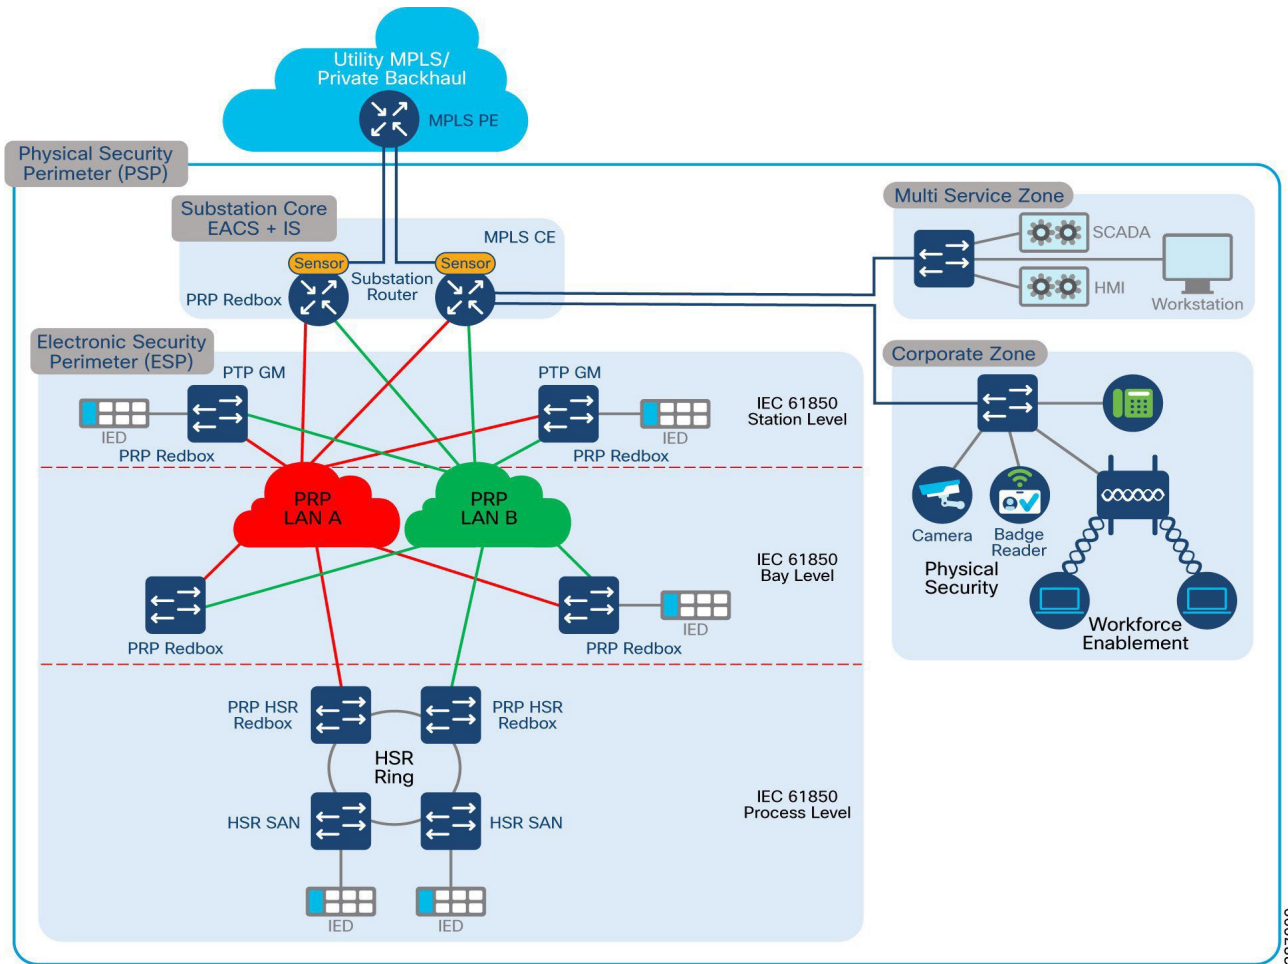 Utility MPLS/
Private Backhaul
MPLS PE
Physical Security
Perimeter (PSP)
Substation Core
EACS + IS
MPLS CE
Sensor
Sensor
Substation
Router
PRP Redbox
Multi Service Zone
SCADA
HMI
Workstation
Electronic Security
Perimeter (ESP)
PTP GM
PTP GM
IED
IED
PRP Redbox
PRP Redbox
IEC 61850
Station Level
Corporate Zone
Camera
Badge
Reader
Physical
Security
Workforce
Enablement
PRP
LAN A
PRP
LAN B
IEC 61850
Bay Level
IED
PRP Redbox
PRP Redbox
PRP HSR
Redbox
PRP HSR
Redbox
HSR
Ring
HSR SAN
HSR SAN
IEC 61850
Process Level
IED
IED